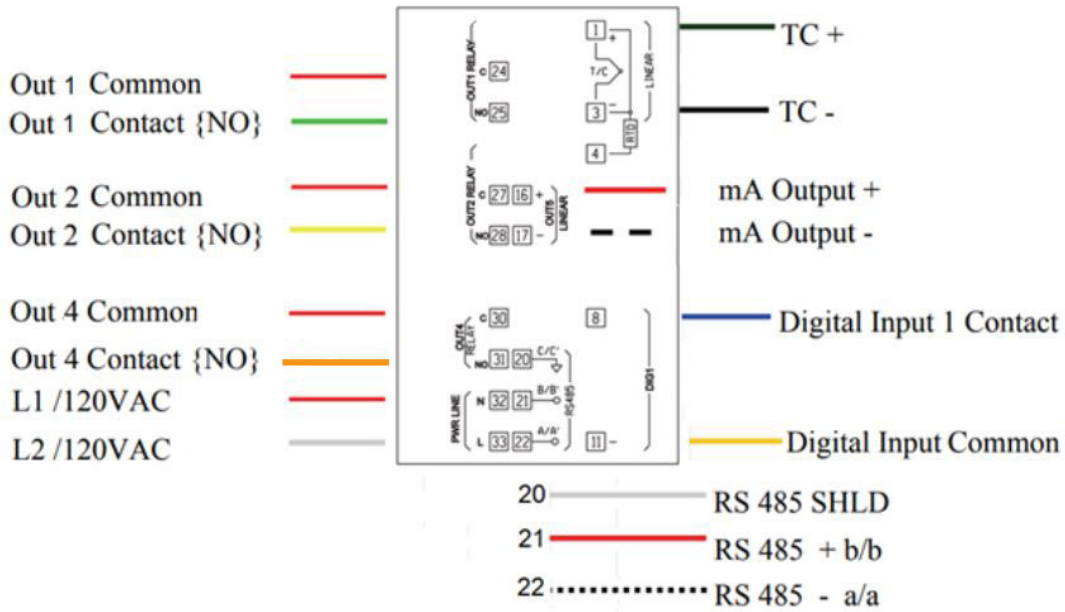 Out 1 Common
Out 1 Contact {NO}
Out 2 Common
Out 2 Contact {NO}
Out 4 Common
Out 4 Contact {NO}
L1 /120VAC
L2 /120VAC
OUT1 RELAY
C 24
NO 25
OUT2 RELAY
C 27 16 +
NO 28 17 -
OUT5
LINEAR
OUT4
RELAY
C 30
NO 31 20 C/C'
PWR LINE
N 32 21 B/B'
L 33 22 A/A'
RS485
1 +
T/C
3 -
RTD
4
LINEAR
8
11 -
DIG1
TC +
TC -
mA Output +
mA Output -
Digital Input 1 Contact
Digital Input Common
20 RS 485 SHLD
21 RS 485 + b/b
22 RS 485 - a/a